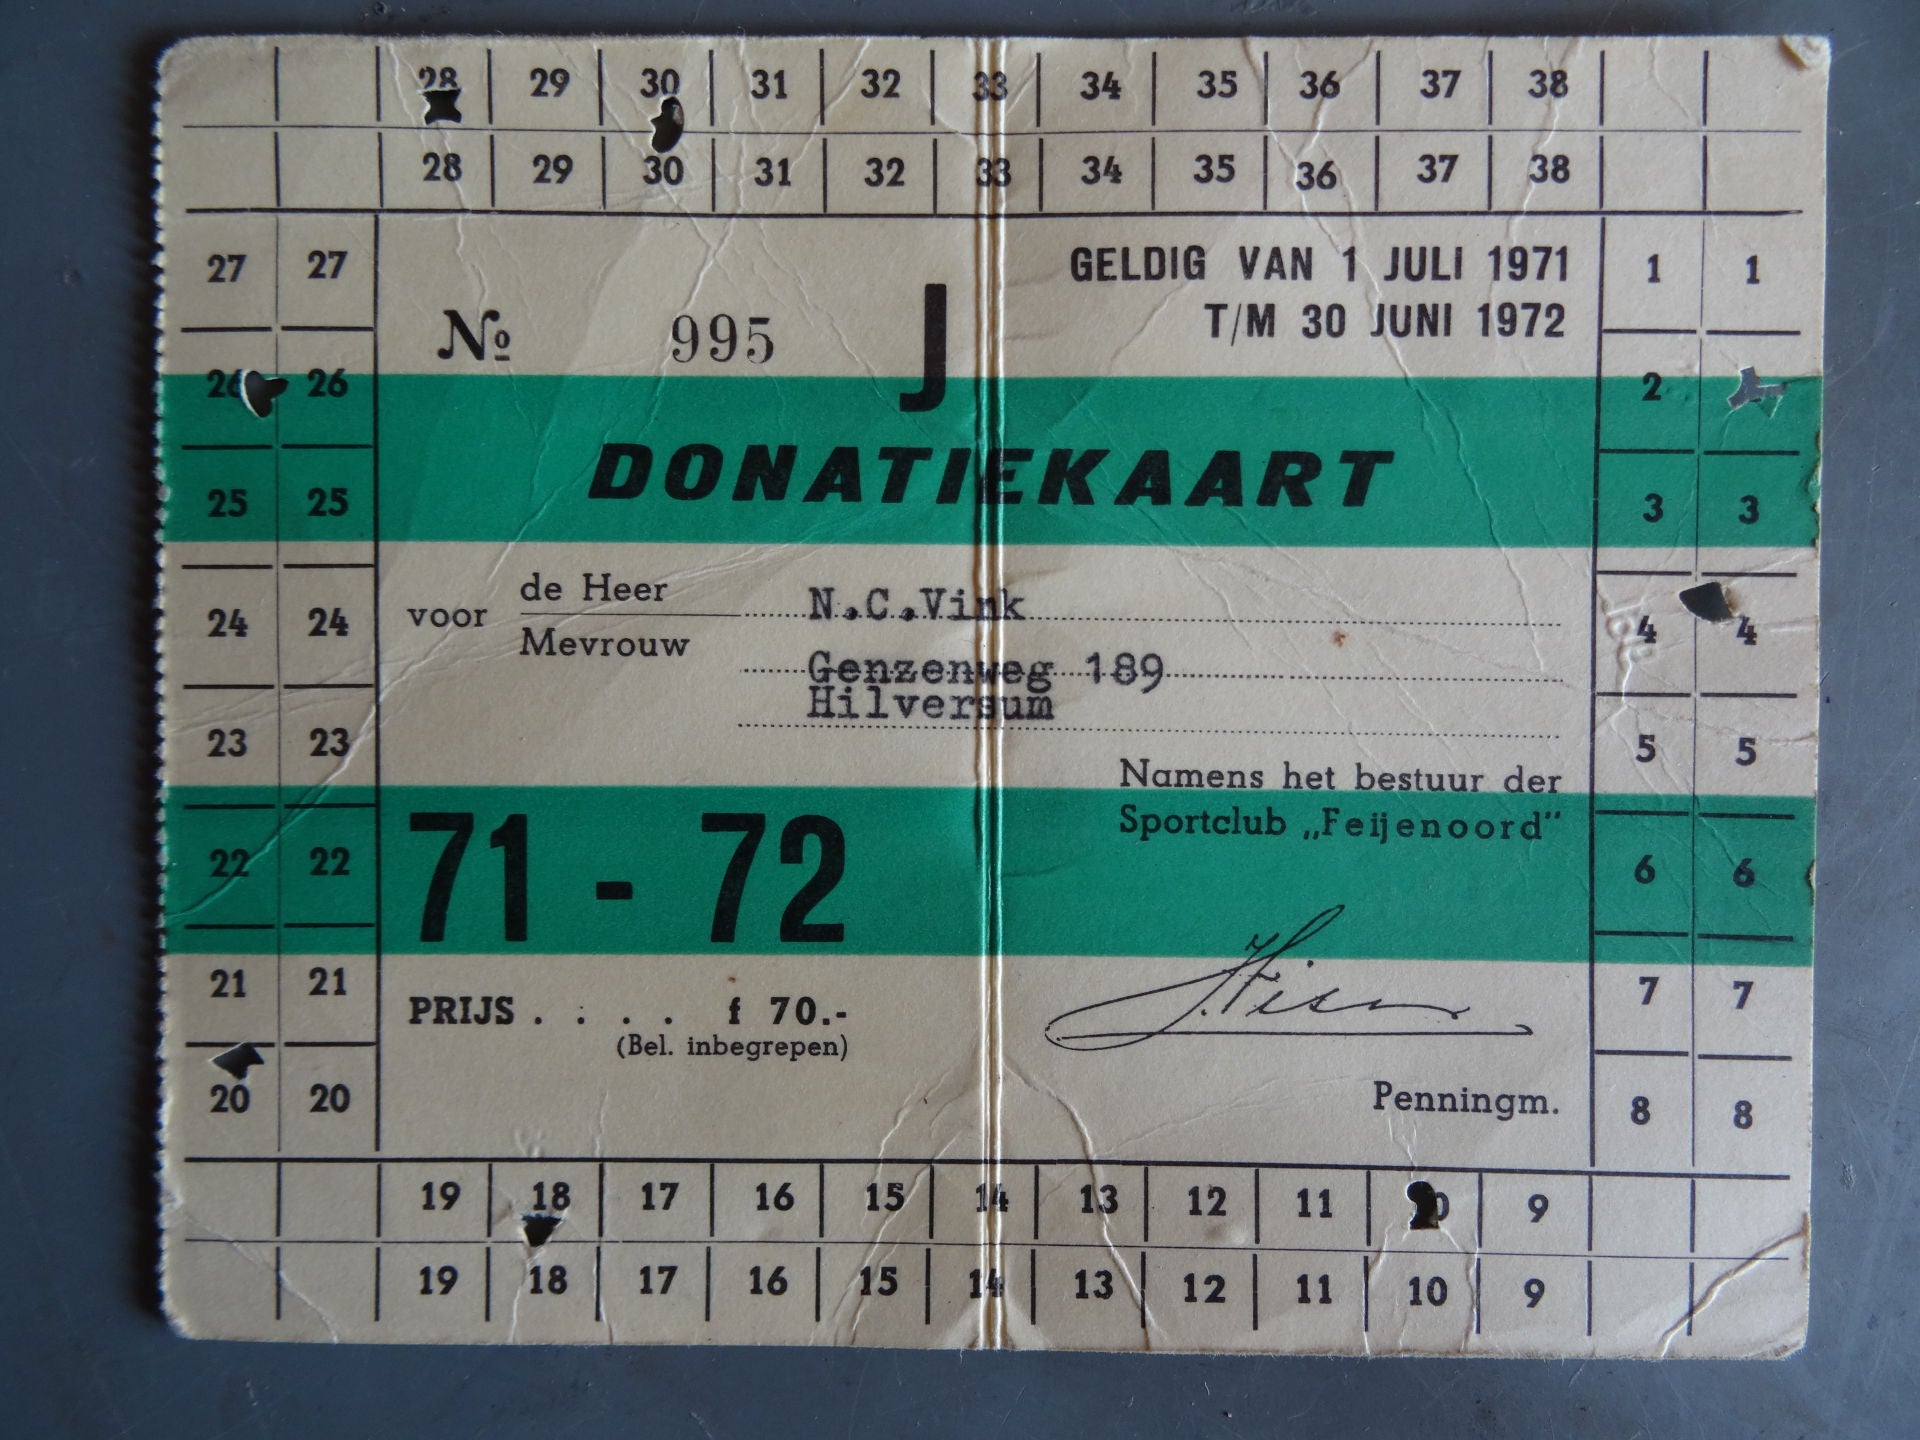 28 29 30 31 32 33 34 35 36 37 38
28 29 30 31 32 33 34 35 36 37 38
27 27
26 26
25 25
24 24
23 23
22 22
21 21
20 20
GELDIG VAN 1 JULI 1971
T/M 30 JUNI 1972
No 995 J
DONATIEKAART
voor de Heer
Mevrouw
N.C.Vink
Genzenweg 189
Hilversum
Namens het bestuur der
Sportclub „Feijenoord”
71 - 72
PRIJS . . . . f 70.-
(Bel. inbegrepen)
Penningm.
1 1
2
3 3
4 4
5 5
6 6
7 7
8 8
19 18 17 16 15 14 13 12 11 10 9
19 18 17 16 15 14 13 12 11 10 9